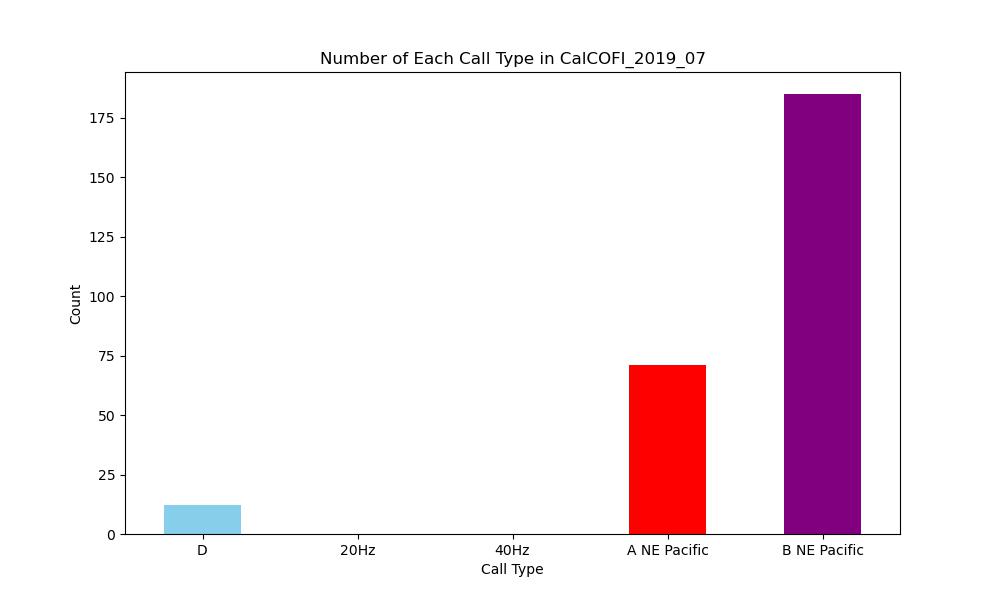 Number of Each Call Type in CalCOFI_2019_07
175
150
125
100
75
50
25
0
Count
D 20Hz 40Hz A NE Pacific B NE Pacific
Call Type